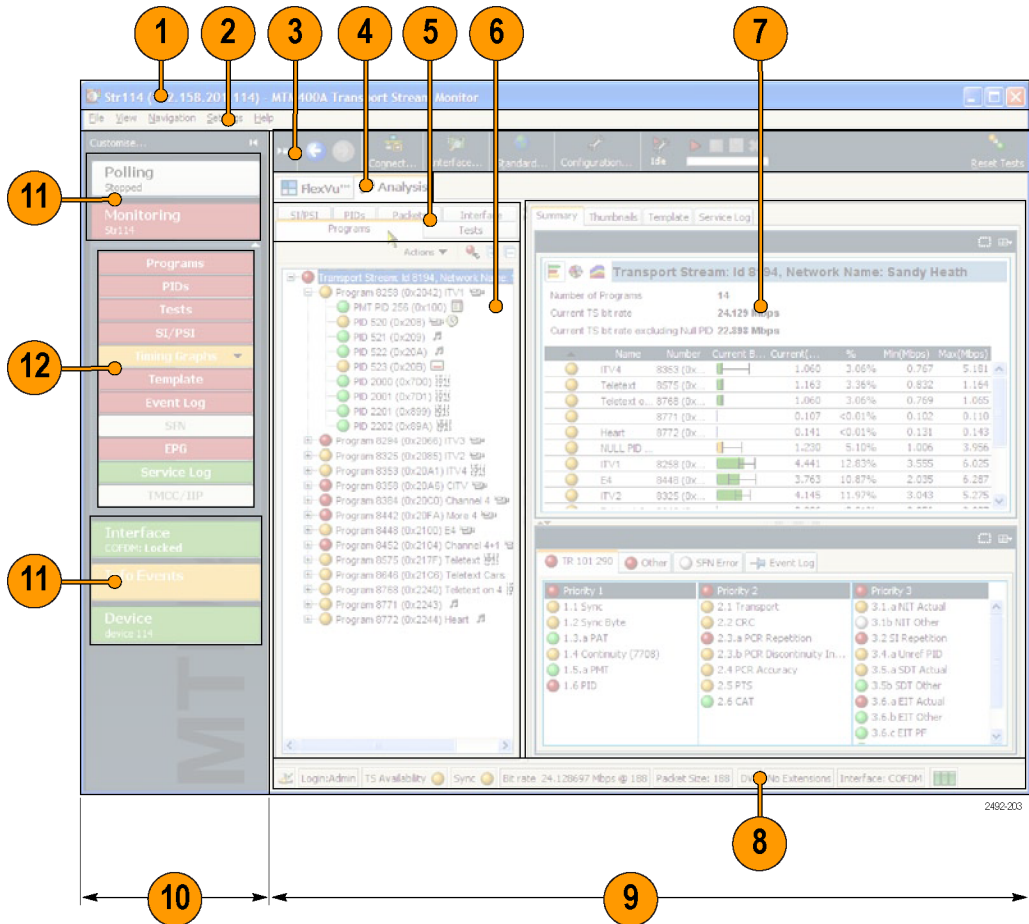 1 2 3 4 5 6 7
File View Navigation Help
Customise...
Connect... Interface... Standard... Configuration... Idle Reset Tests
11
Polling
Stopped
Monitoring
Str114
FlexVu™ Analysis
SI/PSI PIDs Interface
Programs Tests
Actions
Summary Thumbnails Template Service Log
12
Programs
PIDs
Tests
SI/PSI
Timing Graphs
Template
Event Log
SFN
EPG
Service Log
TMCC/IIP
11
Interface
COFDM: Locked
Info Events
Device
device 114
MT
Transport Stream: Id 8194, Network Name: S
Program 8258 (0x2042) ITV1
PMT PID 256 (0x100)
PID 520 (0x208)
PID 521 (0x209)
PID 522 (0x20A)
PID 523 (0x20B)
PID 2000 (0x7D0)
PID 2001 (0x7D1)
PID 2201 (0x899)
PID 2202 (0x89A)
Program 8294 (0x2066) ITV3
Program 8325 (0x2085) ITV2
Program 8353 (0x20A1) ITV4
Program 8358 (0x20A6) CITV
Program 8384 (0x20C0) Channel 4
Program 8442 (0x20FA) More 4
Program 8448 (0x2100) E4
Program 8452 (0x2104) Channel 4+1
Program 8575 (0x217F) Teletext
Program 8646 (0x21C6) Teletext Cars
Program 8768 (0x2240) Teletext on 4
Program 8771 (0x2243)
Program 8772 (0x2244) Heart
Transport Stream: Id 8194, Network Name: Sandy Heath
Number of Programs 14
Current TS bit rate 24.129 Mbps
Current TS bit rate excluding Null PID 22.898 Mbps
Name Number Current B... Current(... % Min(Mbps) Max(Mbps)
ITV4 8353 (0x... 1.060 3.06% 0.767 5.181
Teletext 8575 (0x... 1.163 3.36% 0.832 1.164
Teletext o... 8768 (0x... 1.060 3.06% 0.769 1.065
8771 (0x... 0.107 <0.01% 0.102 0.110
Heart 8772 (0x... 0.141 <0.01% 0.131 0.143
NULL PID ... 1.230 5.10% 1.006 3.956
ITV1 8258 (0x... 4.441 12.83% 3.555 6.025
E4 8448 (0x... 3.763 10.87% 2.035 6.287
ITV2 8325 (0x... 4.145 11.97% 3.043 5.275
TR 101 290 Other SFN Error Event Log
Priority 1 Priority 2 Priority 3
1.1 Sync 2.1 Transport 3.1.a NIT Actual
1.2 Sync Byte 2.2 CRC 3.1b NIT Other
1.3.a PAT 2.3.a PCR Repetition 3.2 SI Repetition
1.4 Continuity (7708) 2.3.b PCR Discontinuity In... 3.4.a Unref PID
1.5.a PMT 2.4 PCR Accuracy 3.5.a SDT Actual
1.6 PID 2.5 PTS 3.5b SDT Other
2.6 CAT 3.6.a EIT Actual
3.6.b EIT Other
3.6.c EIT PF
Login:Admin TS Availability Sync Bit rate 24.128697 Mbps @ 188 Packet Size: 188 No Extensions Interface: COFDM
2492-203
8
10 9